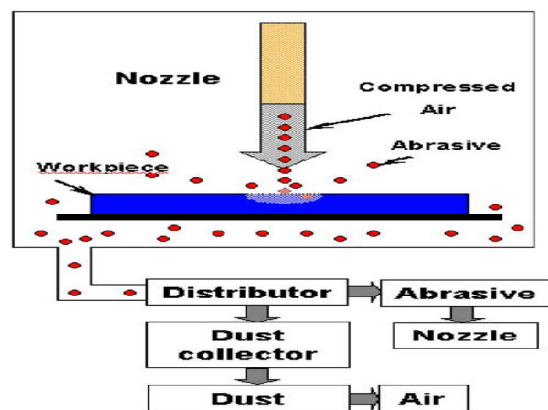 Nozzle
Compressed
Air
Abrasive
Workpiece
Distributor
Abrasive
Dust
collector
Nozzle
Dust
Air